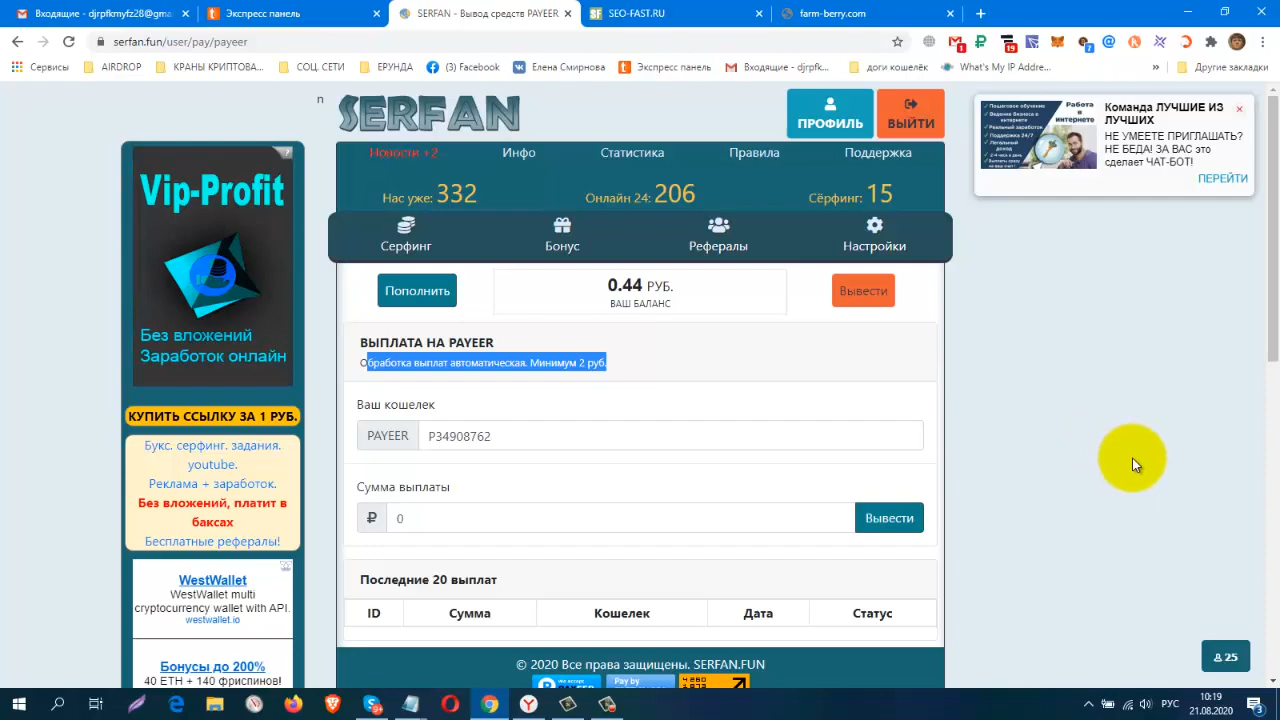 Входящие - djrpkmyfz28@gma
Экспресс панель
SERFAN - Вывод средств PAYEER
SEO-FAST.RU
farm-berry.com
serfan.fun/user/pay/payeer
Сервисы
AIRDROP
КРАНЫ КРИПТОВА...
СОЦ. СЕТИ
ЕРУНДА
(3) Facebook
Елена Смирнова
Экспресс панель
Входящие - djrpfk...
доги кошелёк
What's My IP Addre...
»
Другие закладки
n
SERFAN
ПРОФИЛЬ
ВЫЙТИ
Новости +2
Инфо
Статистика
Правила
Поддержка
Нас уже: 332
Онлайн 24: 206
Сёрфинг: 15
Серфинг
Бонус
Рефералы
Настройки
Пополнить
0.44 РУБ.
ВАШ БАЛАНС
Вывести
ВЫПЛАТА НА PAYEER
Обработка выплат автоматическая. Минимум 2 руб.
Ваш кошелек
PAYEER P34908762
Сумма выплаты
₽ 0
Вывести
Последние 20 выплат
ID Сумма Кошелек Дата Статус
© 2020 Все права защищены. SERFAN.FUN
PAYEER
Pay by
Vip-Profit
Без вложений
Заработок онлайн
КУПИТЬ ССЫЛКУ ЗА 1 РУБ.
Букс. серфинг. задания.
youtube.
Реклама + заработок.
Без вложений, платит в
баксах
Бесплатные рефералы!
WestWallet
WestWallet multi
cryptocurrency wallet with API.
westwallet.io
Бонусы до 200%
40 ETH + 140 фриспинов!
Работа
в
интернете
Команда ЛУЧШИЕ ИЗ
ЛУЧШИХ
НЕ УМЕЕТЕ ПРИГЛАШАТЬ?
НЕ БЕДА! ЗА ВАС это
сделает ЧАТ-БОТ!
ПЕРЕЙТИ
25
РУС
10:19
21.08.2020